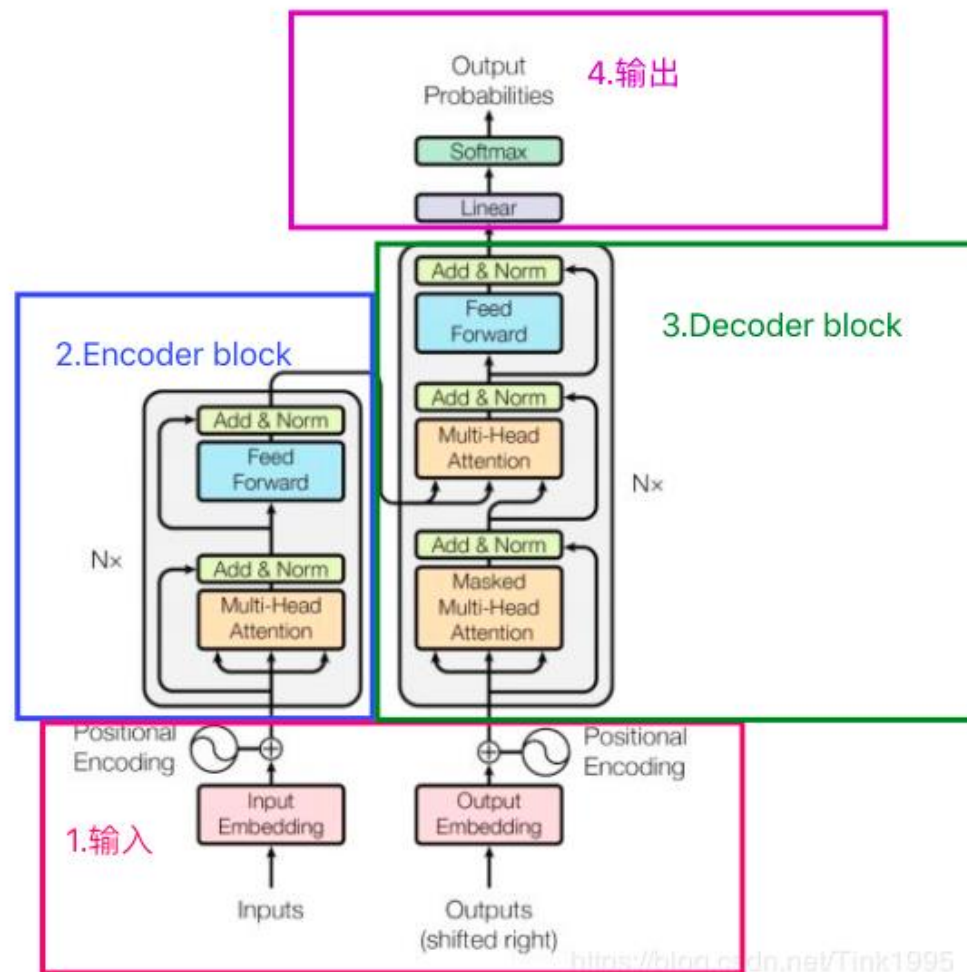 Output
Probabilities
4.输出
Softmax
Linear
Add & Norm
Feed
Forward
3.Decoder block
Add & Norm
Multi-Head
Attention
N×
Add & Norm
Masked
Multi-Head
Attention
2.Encoder block
Add & Norm
Feed
Forward
N×
Add & Norm
Multi-Head
Attention
Positional
Encoding
Positional
Encoding
Input
Embedding
Output
Embedding
1.输入
Inputs
Outputs
(shifted right)
https://blog.csdn.net/Tink1995